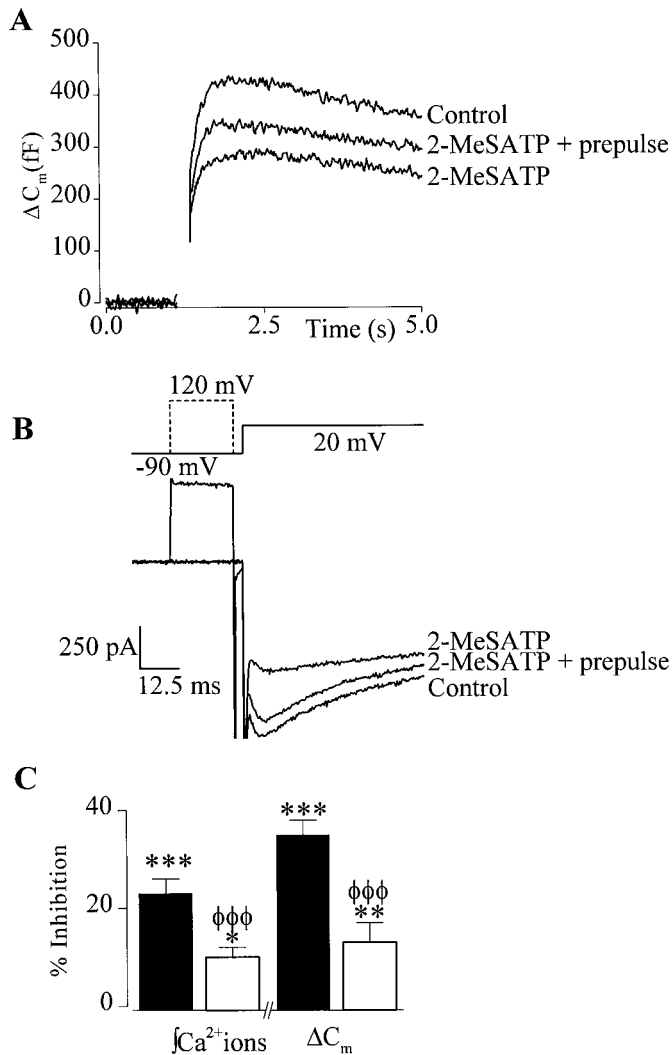 A
500
400
300
200
100
0
ΔCm(fF)
Control
2-MeSATP + prepulse
2-MeSATP
0.0
2.5
Time (s)
5.0
B
120 mV
20 mV
-90 mV
2-MeSATP
2-MeSATP + prepulse
Control
250 pA
12.5 ms
C
40
20
0
% Inhibition
***
ϕϕϕ
*
***
ϕϕϕ
**
∫Ca2+ions
ΔCm